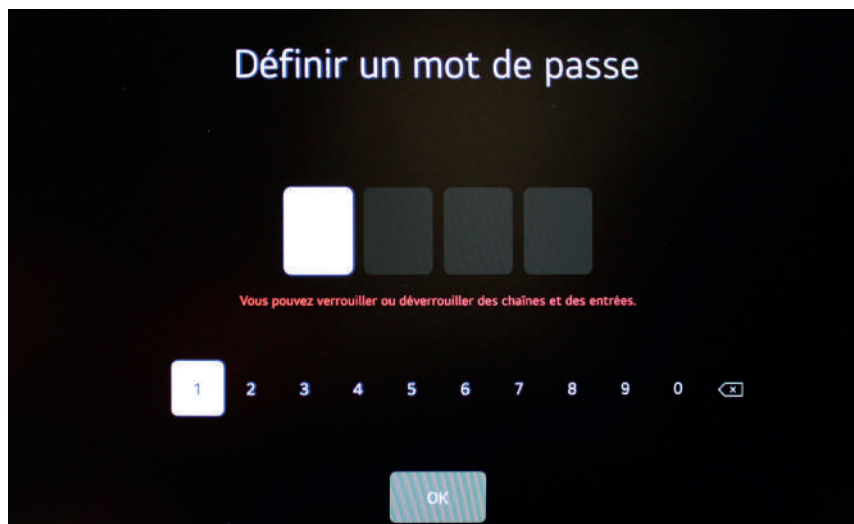 Définir un mot de passe
Vous pouvez verrouiller ou déverrouiller des chaînes et des entrées.
1 2 3 4 5 6 7 8 9 0
OK